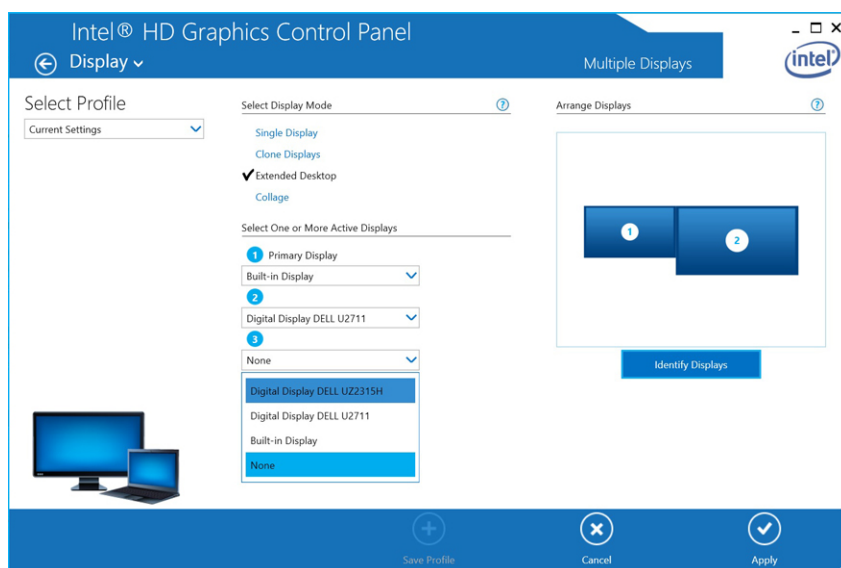 Intel® HD Graphics Control Panel
Display
Multiple Displays
intel
Select Profile
Current Settings
Select Display Mode
?
Single Display
Clone Displays
Extended Desktop
Collage
Select One or More Active Displays
1 Primary Display
Built-in Display
2
Digital Display DELL U2711
3
None
Digital Display DELL UZ2315H
Digital Display DELL U2711
Built-in Display
None
Arrange Displays
?
1
2
Identify Displays
Save Profile
Cancel
Apply